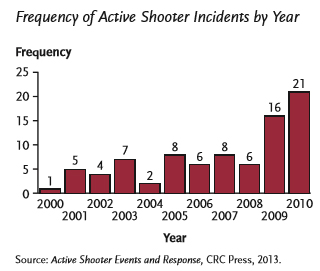 Frequency of Active Shooter Incidents by Year
Frequency
25
20
15
10
5
0
1
5
4
7
2
8
6
8
6
16
21
2000 2002 2004 2006 2008 2010
2001 2003 2005 2007 2009
Year
Source: Active Shooter Events and Response, CRC Press, 2013.